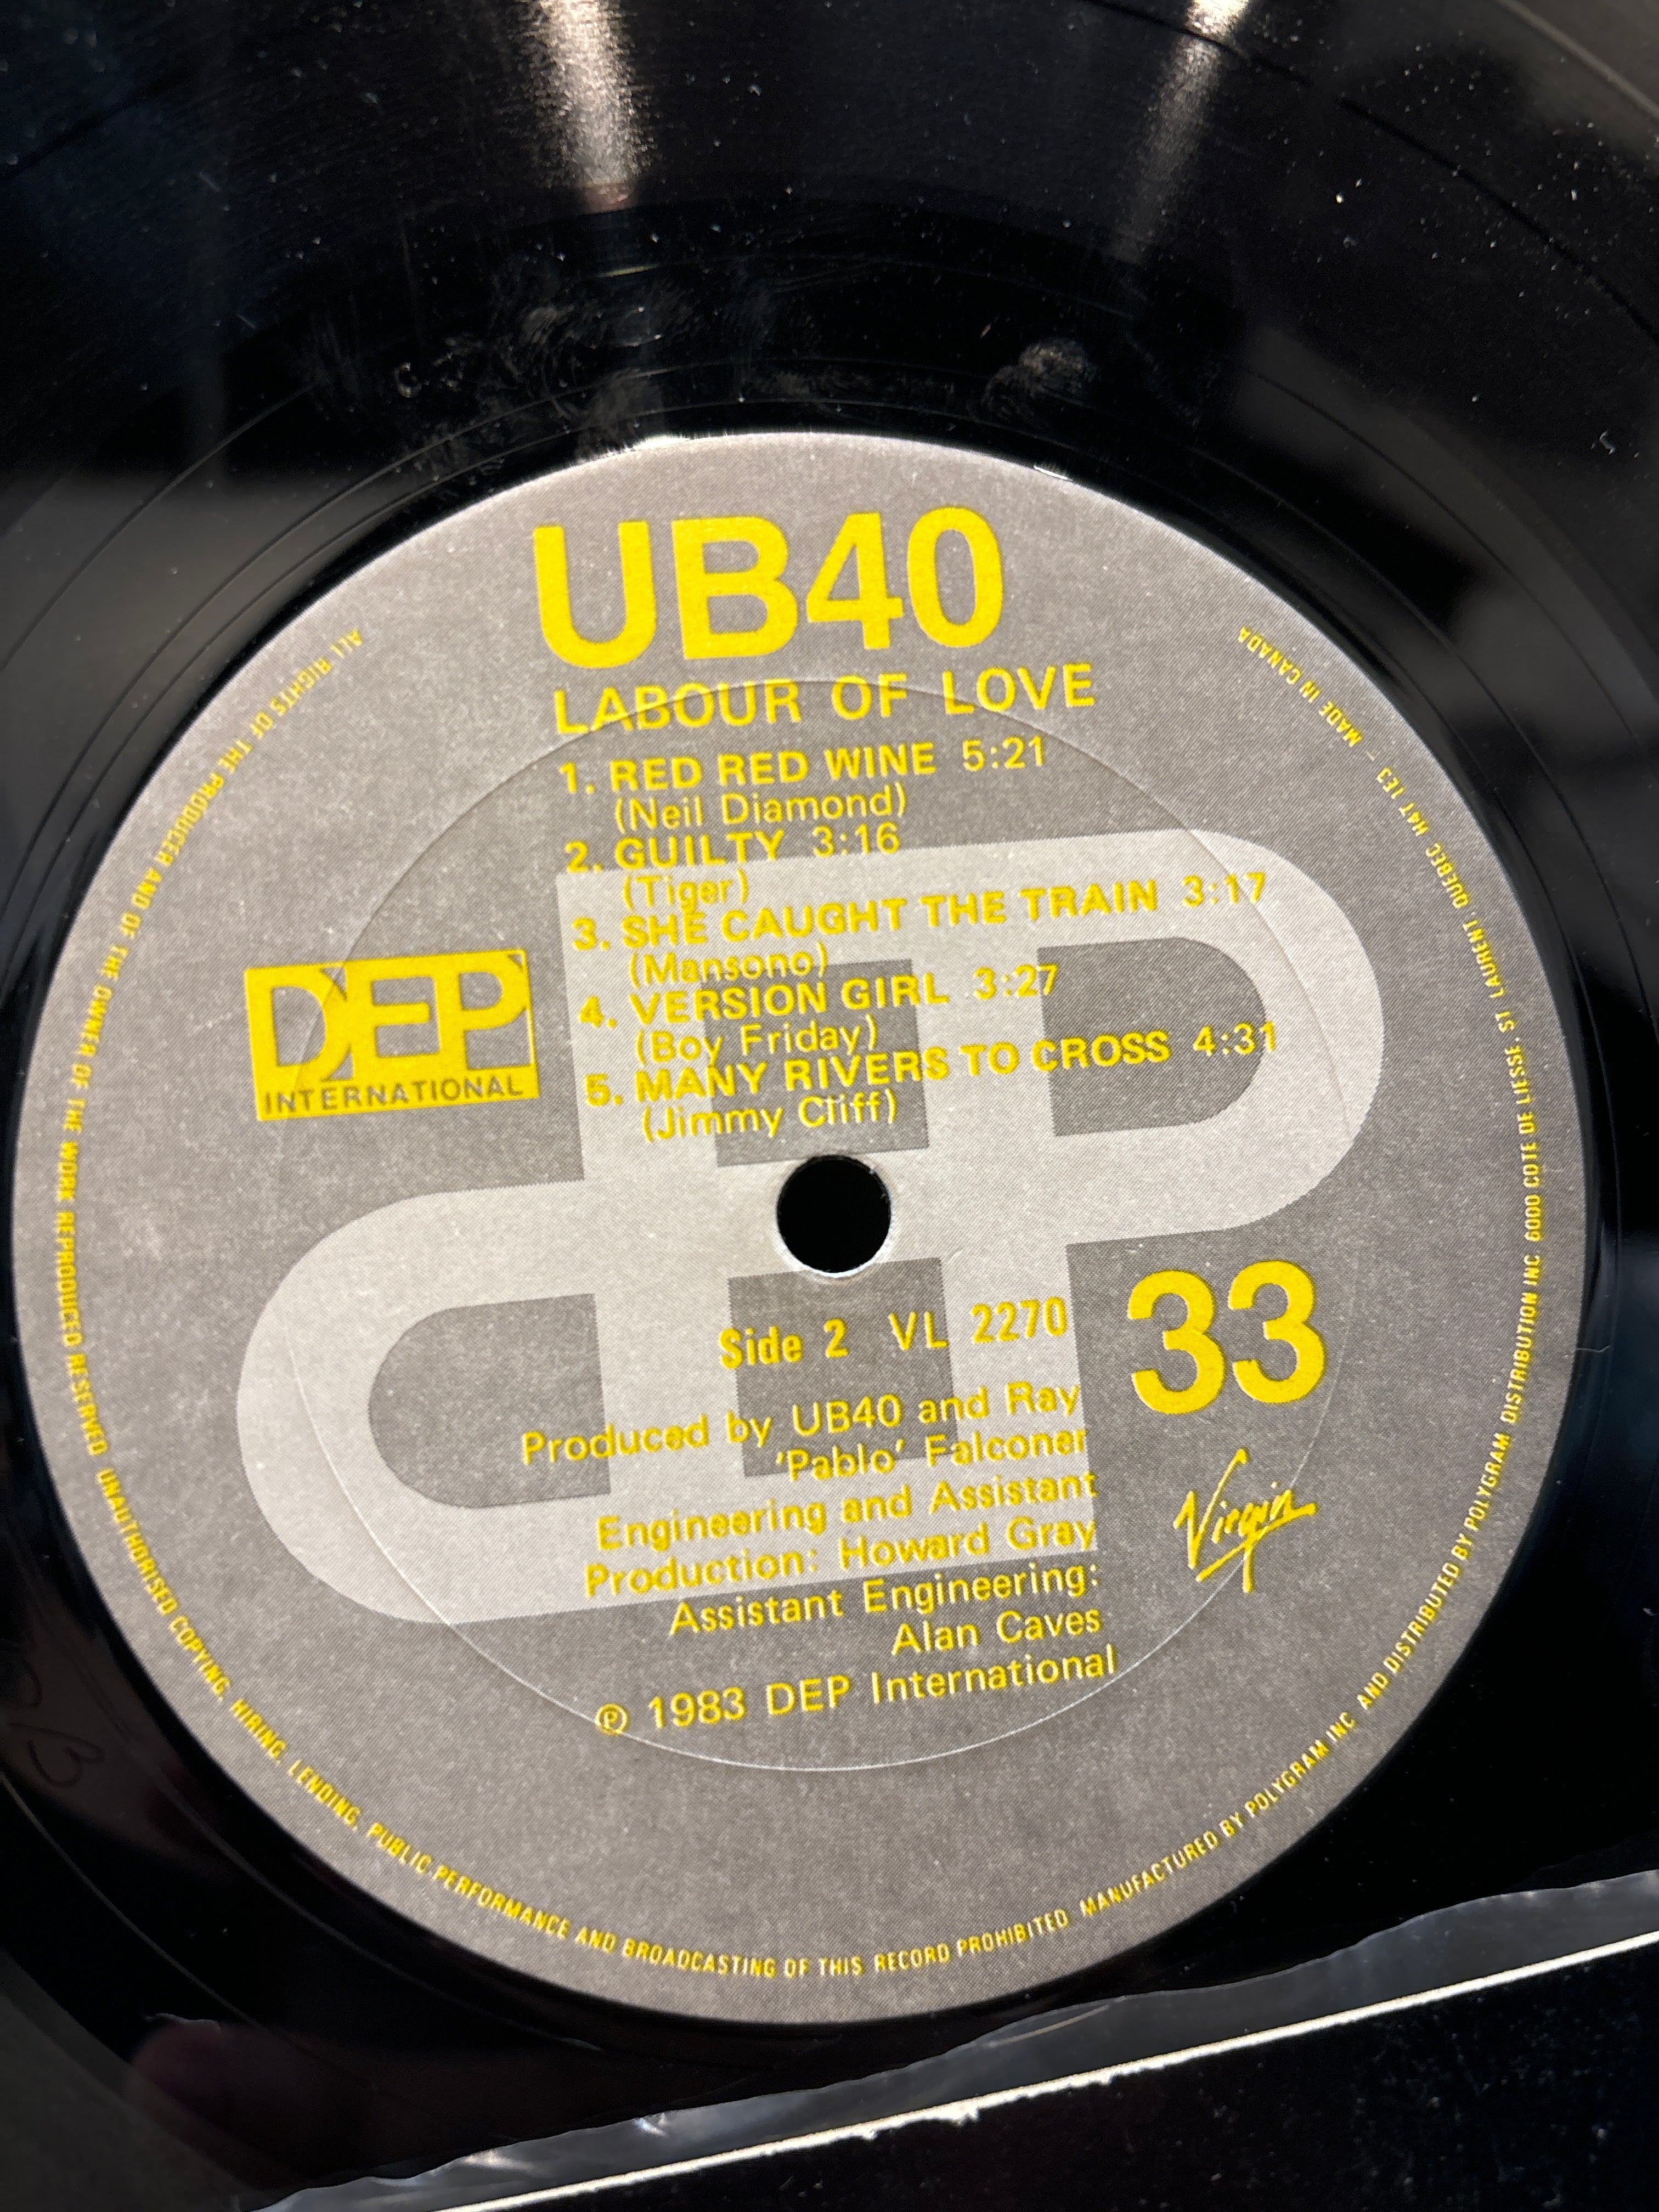 UB40
LABOUR OF LOVE
1. RED RED WINE 5:21
(Neil Diamond)
2. GUILTY 3:16
(Tiger)
3. SHE CAUGHT THE TRAIN 3:17
(Mansono)
4. VERSION GIRL 3:27
(Boy Friday)
5. MANY RIVERS TO CROSS 4:31
(Jimmy Cliff)
DEP
INTERNATIONAL
DEP
Side 2 VL 2270
33
Produced by UB40 and Ray
'Pablo' Falconer
Engineering and Assistant
Production: Howard Gray
Assistant Engineering:
Alan Caves
℗ 1983 DEP International
Virgin
ALL RIGHTS OF THE PRODUCER AND OF THE OWNER OF THE WORK REPRODUCED RESERVED UNAUTHORISED COPYING, HIRING, LENDING, PUBLIC PERFORMANCE AND BROADCASTING OF THIS RECORD PROHIBITED MANUFACTURED BY POLYGRAM INC AND DISTRIBUTED BY POLYGRAM DISTRIBUTION INC 6000 COTE DE LIESSE, ST LAURENT QUEBEC H4T 1E3 – MADE IN CANADA